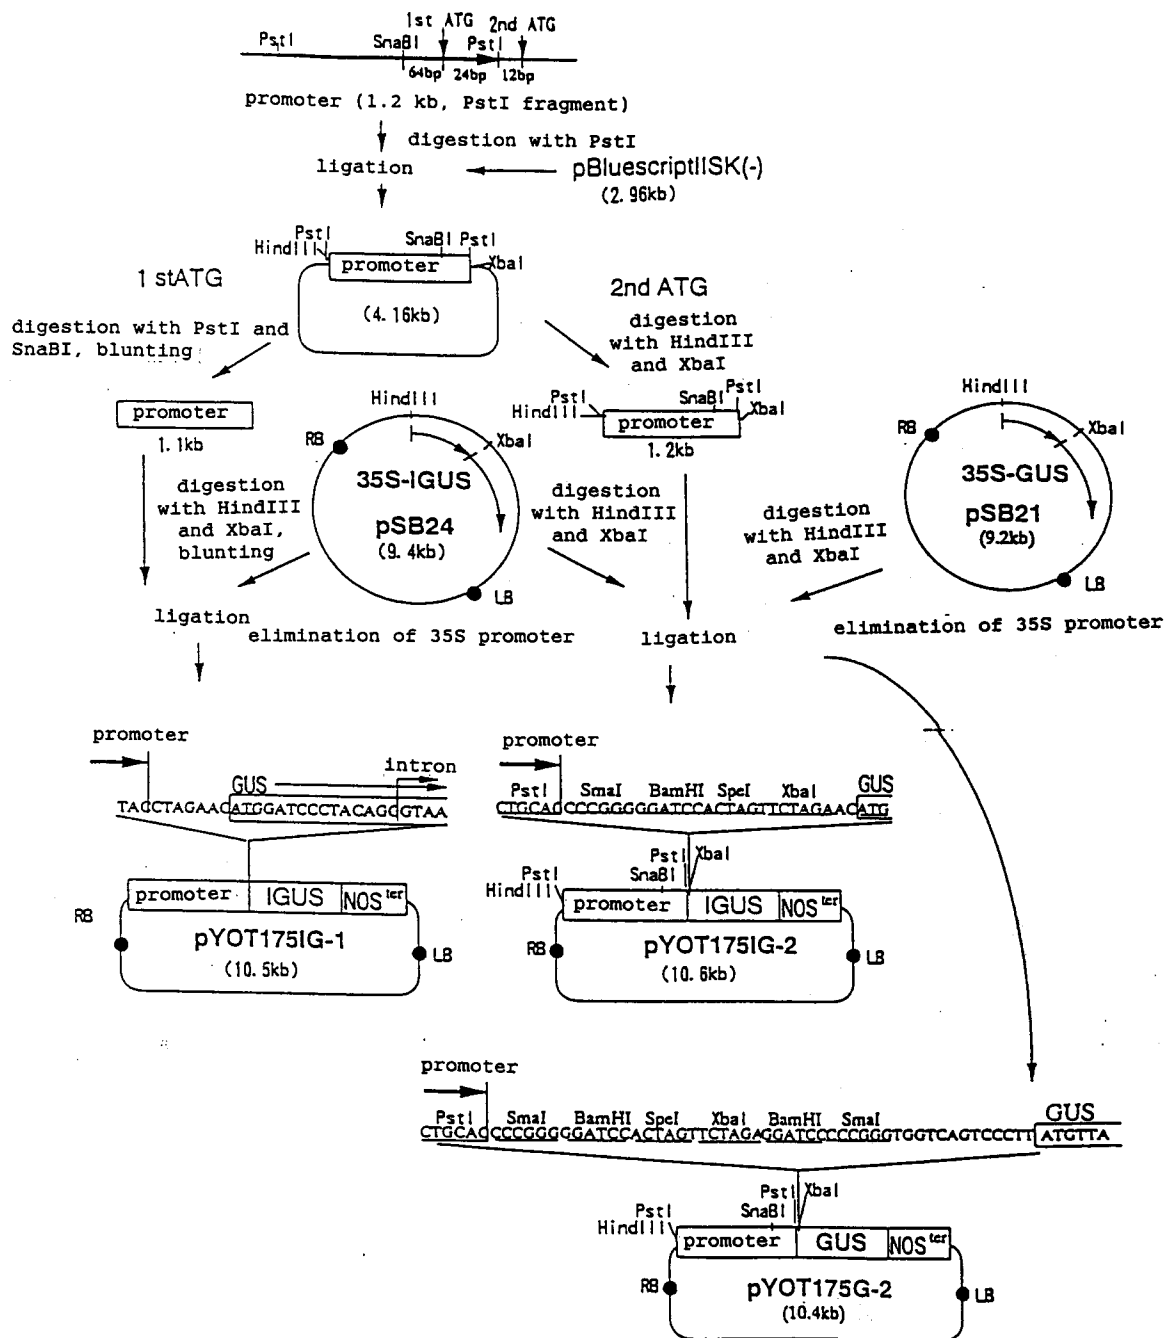 1st ATG 2nd ATG
PstI SnaBI PstI
64bp 24bp 12bp
promoter (1.2 kb, PstI fragment)
digestion with PstI
ligation
pBluescriptIISK(-)
(2.96kb)
PstI
HindIII
SnaBI PstI
XbaI
promoter
(4.16kb)
1 stATG
digestion with PstI and
SnaBI, blunting
2nd ATG
digestion
with HindIII
and XbaI
promoter
1.1kb
HindIII
RB
XbaI
35S-IGUS
pSB24
(9.4kb)
LB
PstI
HindIII
SnaBI
PstI
XbaI
promoter
1.2kb
HindIII
RB
XbaI
35S-GUS
pSB21
(9.2kb)
LB
digestion
with HindIII
and XbaI,
blunting
digestion
with HindIII
and XbaI
digestion
with HindIII
and XbaI
ligation
elimination of 35S promoter
ligation
elimination of 35S promoter
promoter
GUS
intron
TACCTAGAACATGGATCCCTACAGGGTAA
promoter
PstI SmaI BamHI SpeI XbaI GUS
CTGCAGCCCGGGGGATCCACTAGTTCTAGAACATG
promoter IGUS NOS ter
RB
LB
pYOT175IG-1
(10.5kb)
PstI
HindIII
SnaBI
PstI XbaI
promoter IGUS NOS ter
RB
LB
pYOT175IG-2
(10.6kb)
promoter
PstI SmaI BamHI SpeI XbaI BamHI SmaI GUS
CTGCAGCCCGGGGGATCCACTAGTTCTAGAGGATCCCCCGGGTGGTCAGTCCCTTATGTTA
PstI
HindIII
SnaBI
PstI XbaI
promoter GUS NOS ter
RB
LB
pYOT175G-2
(10.4kb)